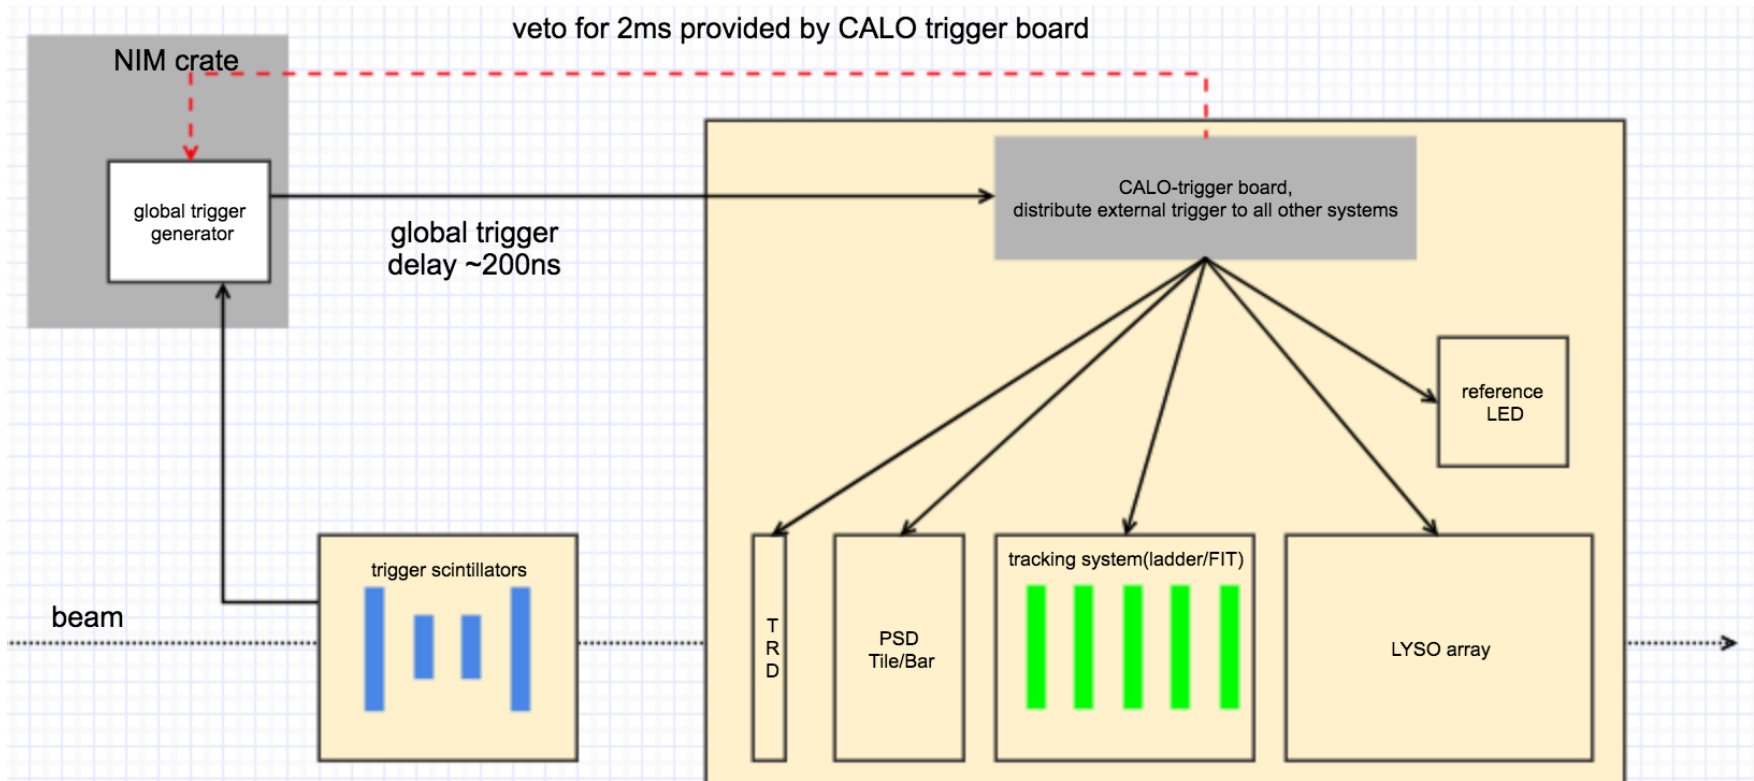 veto for 2ms provided by CALO trigger board
NIM crate
global trigger
generator
global trigger
delay ~200ns
CALO-trigger board,
distribute external trigger to all other systems
reference
LED
trigger scintillators
beam
T
R
D
PSD
Tile/Bar
tracking system(ladder/FIT)
LYSO array